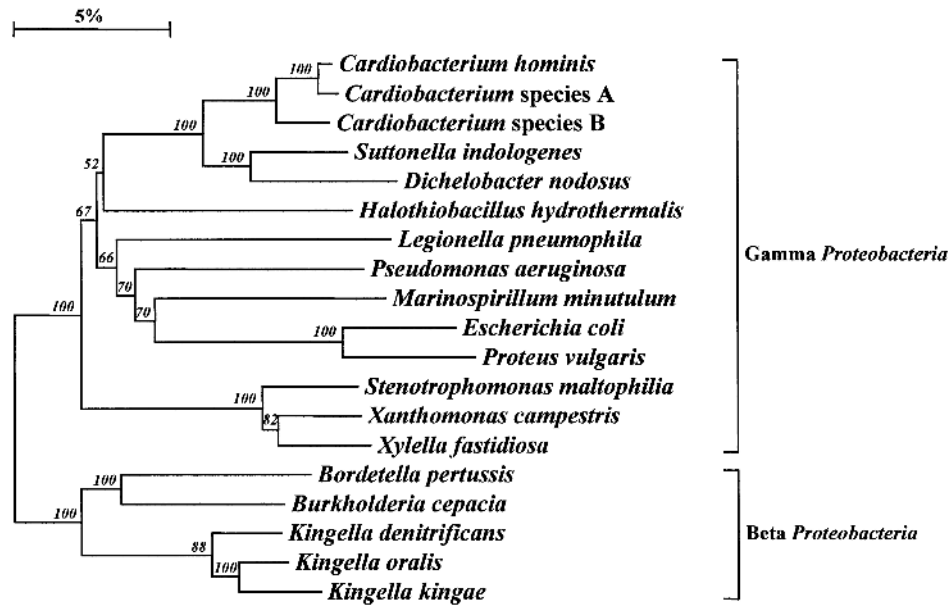 5%
100 Cardiobacterium hominis
Cardiobacterium species A
100
Cardiobacterium species B
100
Suttonella indologenes
100
Dichelobacter nodosus
52
Halothiobacillus hydrothermalis
67
Legionella pneumophila
66
Pseudomonas aeruginosa
70
Marinospirillum minutulum
70
Escherichia coli
100
Proteus vulgaris
100
Stenotrophomonas maltophilia
100
Xanthomonas campestris
82
Xylella fastidiosa
Gamma Proteobacteria
Bordetella pertussis
100
Burkholderia cepacia
100
Kingella denitrificans
88
Kingella oralis
100
Kingella kingae
Beta Proteobacteria